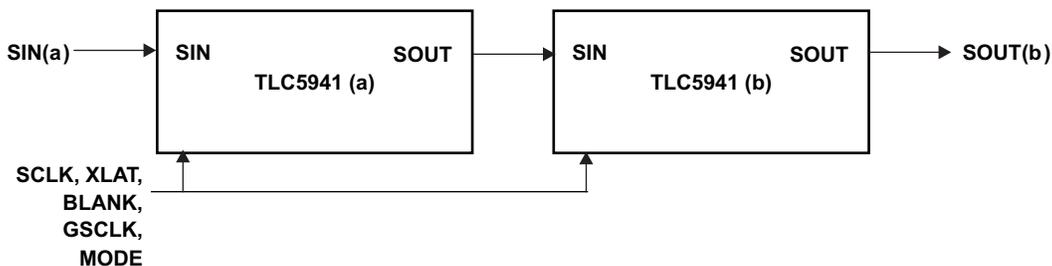 SIN(a)
SIN
SOUT
TLC5941 (a)
SIN
SOUT
TLC5941 (b)
SOUT(b)
SCLK, XLAT,
BLANK,
GSCLK,
MODE